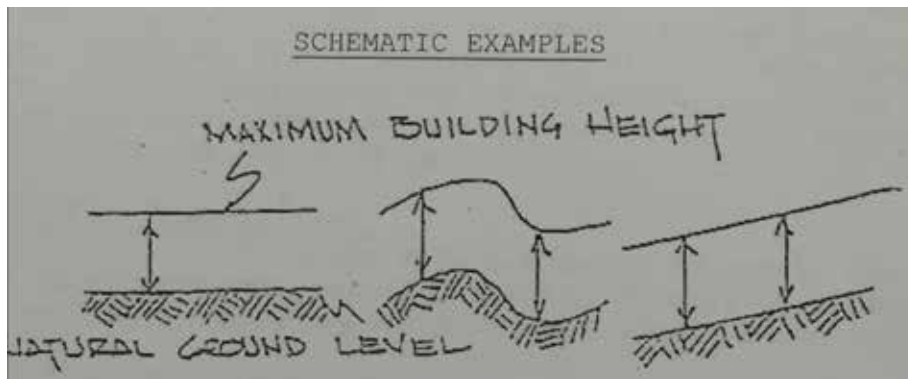 SCHEMATIC EXAMPLES
MAXIMUM BUILDING HEIGHT
NATURAL GROUND LEVEL